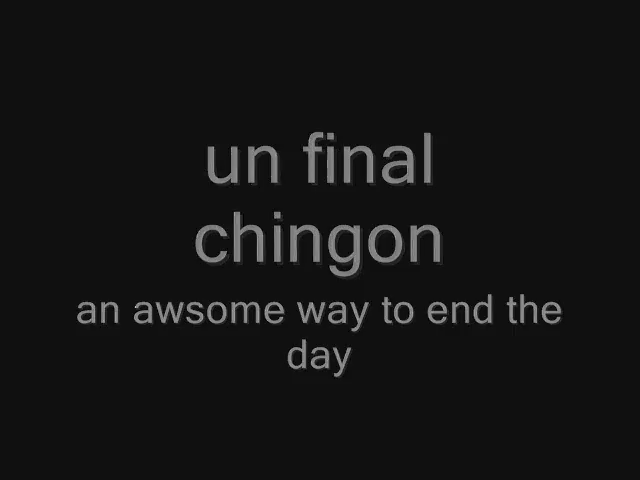 un final
chingon
an awsome way to end the
day